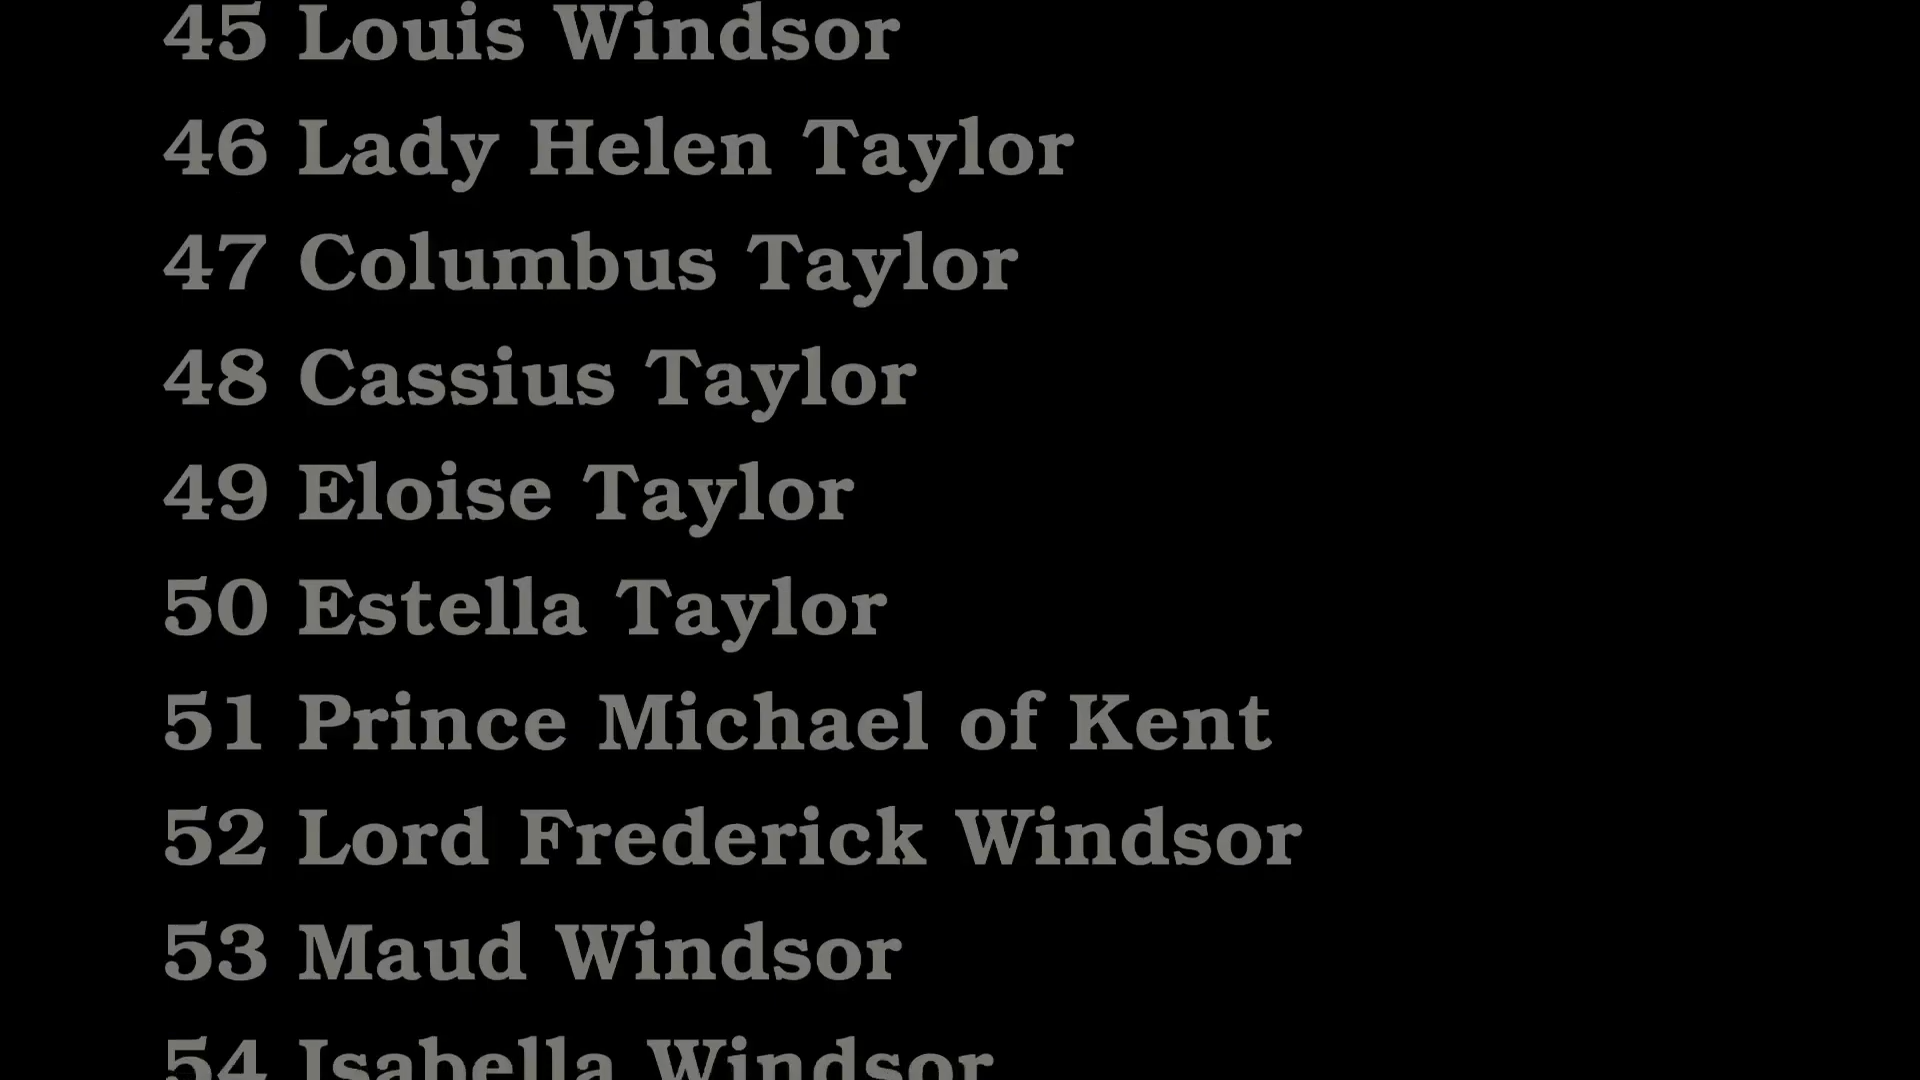 45 Louis Windsor
46 Lady Helen Taylor
47 Columbus Taylor
48 Cassius Taylor
49 Eloise Taylor
50 Estella Taylor
51 Prince Michael of Kent
52 Lord Frederick Windsor
53 Maud Windsor
54 Isabella Windsor